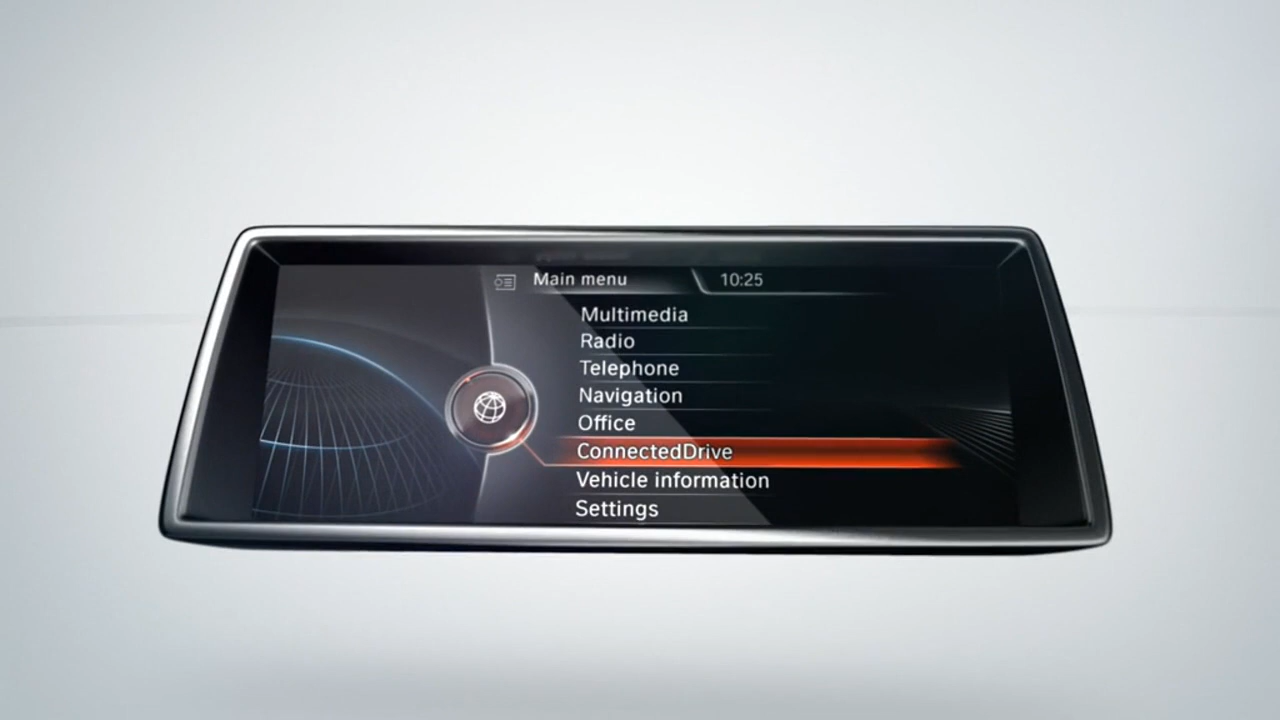 Main menu 10:25
Multimedia
Radio
Telephone
Navigation
Office
ConnectedDrive
Vehicle information
Settings